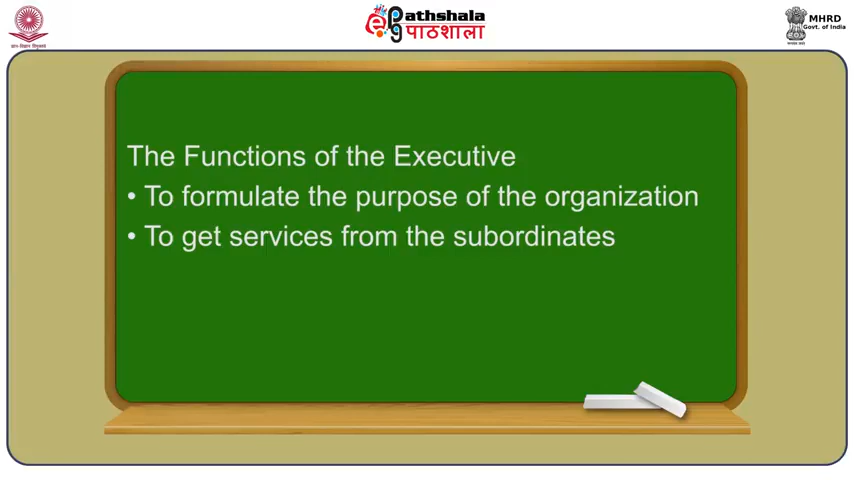 ePathshala
पाठशाला
MHRD
Govt. of India
The Functions of the Executive
• To formulate the purpose of the organization
• To get services from the subordinates